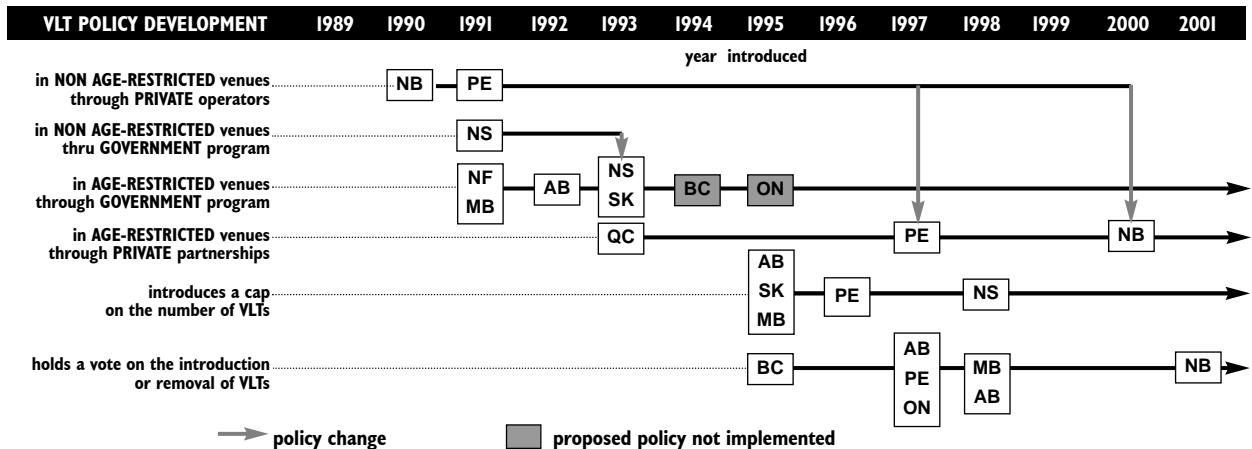 VLT POLICY DEVELOPMENT 1989 1990 1991 1992 1993 1994 1995 1996 1997 1998 1999 2000 2001
year introduced
in NON AGE-RESTRICTED venues
through PRIVATE operators
NB PE
in NON AGE-RESTRICTED venues
thru GOVERNMENT program
NS
in AGE-RESTRICTED venues
through GOVERNMENT program
NF
MB
AB
NS
SK
BC
ON
in AGE-RESTRICTED venues
through PRIVATE partnerships
QC PE NB
introduces a cap
on the number of VLTs
AB
SK
MB
PE
NS
holds a vote on the introduction
or removal of VLTs
BC
AB
PE
ON
MB
AB
NB
policy change
proposed policy not implemented